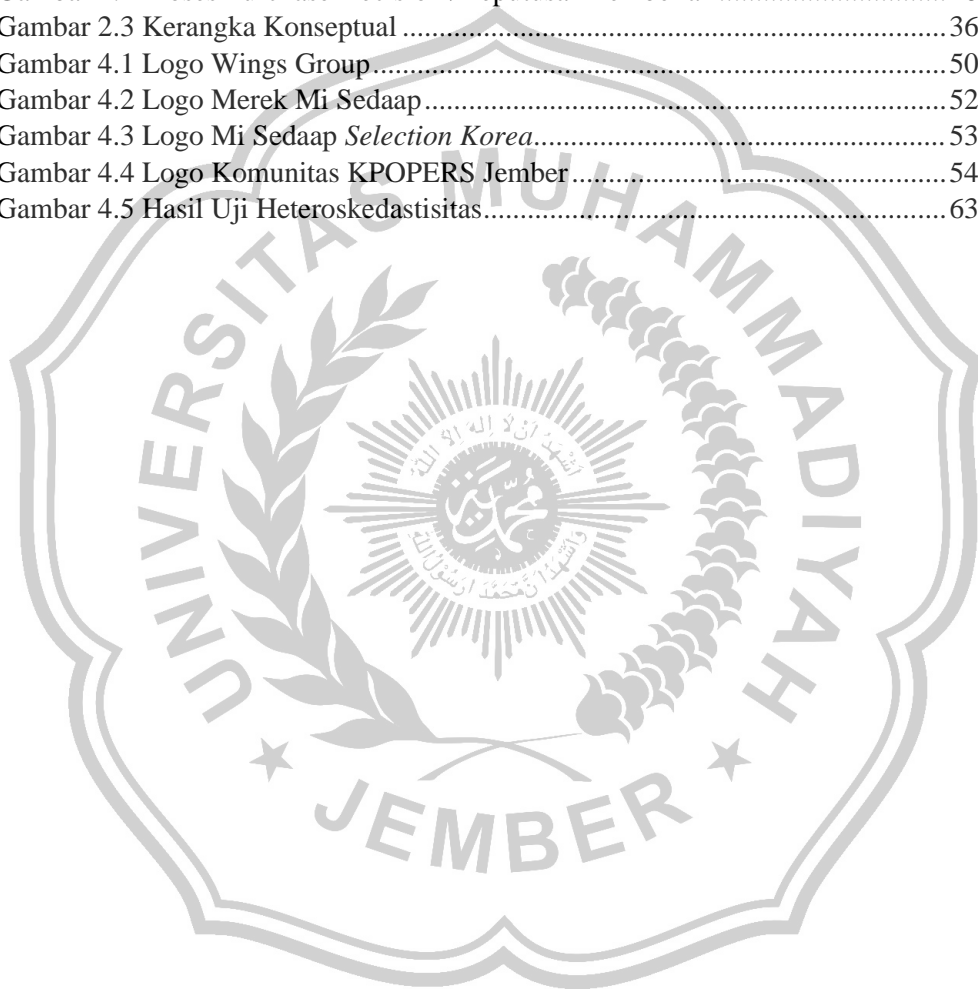 Gambar 2.3 Kerangka Konseptual ........ 36
Gambar 4.1 Logo Wings Group ........ 50
Gambar 4.2 Logo Merek Mi Sedaap ........ 52
Gambar 4.3 Logo Mi Sedaap Selection Korea ........ 53
Gambar 4.4 Logo Komunitas KPOPERS Jember ........ 54
Gambar 4.5 Hasil Uji Heteroskedastisitas ........ 63
UNIVERSITAS MUHAMMADIYAH
JEMBER